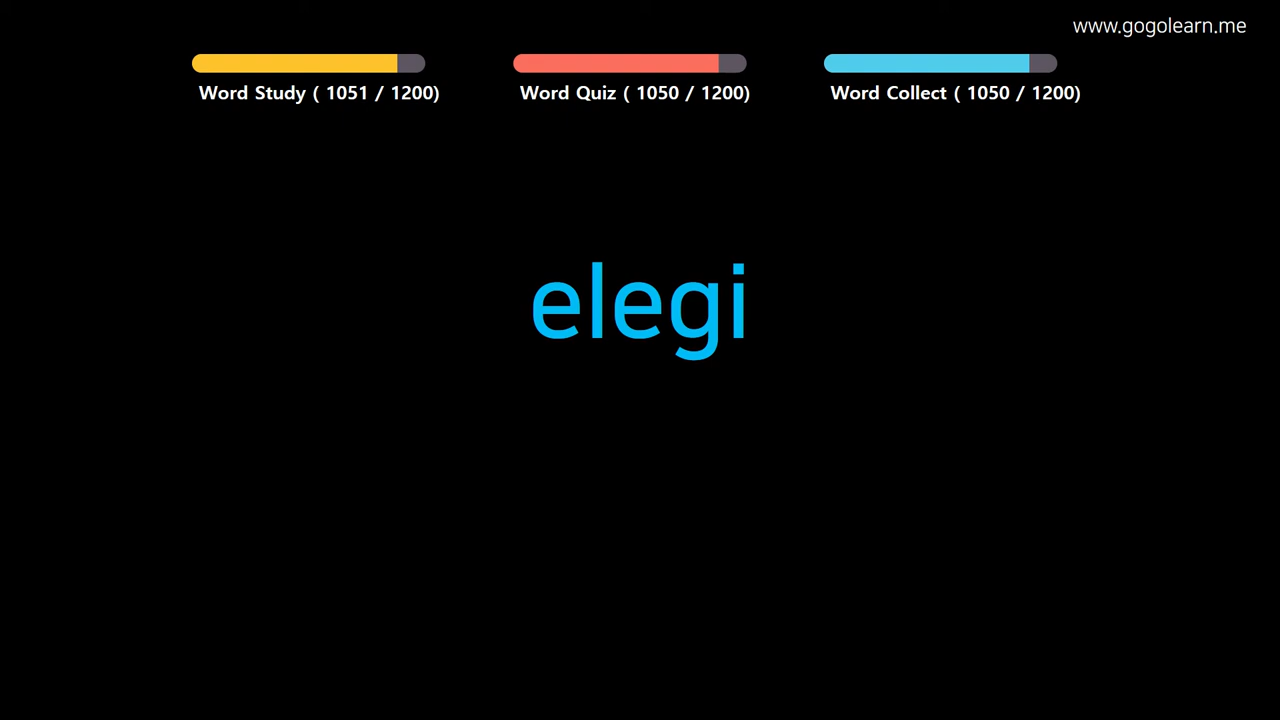 www.gogolearn.me
Word Study ( 1051 / 1200)
Word Quiz ( 1050 / 1200)
Word Collect ( 1050 / 1200)
elegi